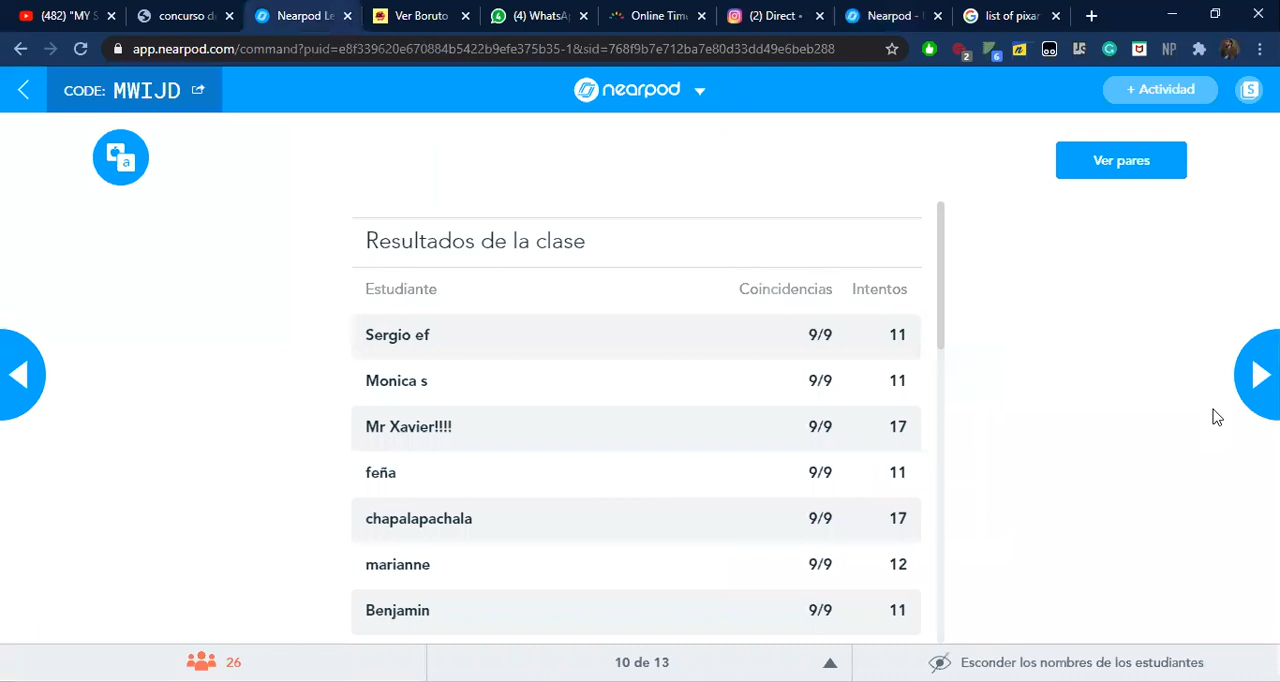 (482) "MY S
concurso d
Nearpod Le
Ver Boruto
(4) WhatsA
Online Tim
(2) Direct •
Nearpod -
list of pixar
app.nearpod.com/command?puid=e8f339620e670884b5422b9efe375b35-1&sid=768f9b7e712ba7e80d33dd49e6beb288
2
6
NP
CODE: MWIJD
nearpod
+ Actividad
S
a
Ver pares
Resultados de la clase
Estudiante Coincidencias Intentos
Sergio ef 9/9 11
Monica s 9/9 11
Mr Xavier!!!! 9/9 17
feña 9/9 11
chapalapachala 9/9 17
marianne 9/9 12
Benjamin 9/9 11
26
10 de 13
Esconder los nombres de los estudiantes